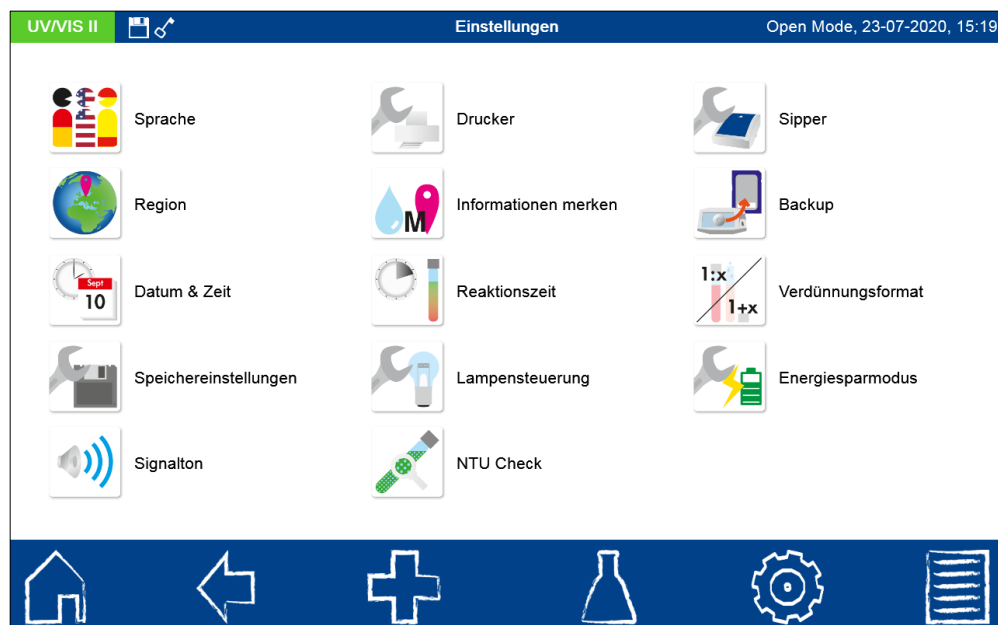 UV/VIS II Einstellungen Open Mode, 23-07-2020, 15:19
Sprache Drucker Sipper
Region M Informationen merken Backup
Sept
10 Datum & Zeit Reaktionszeit 1:x
1+x Verdünnungsformat
Speichereinstellungen Lampensteuerung Energiesparmodus
Signalton NTU Check